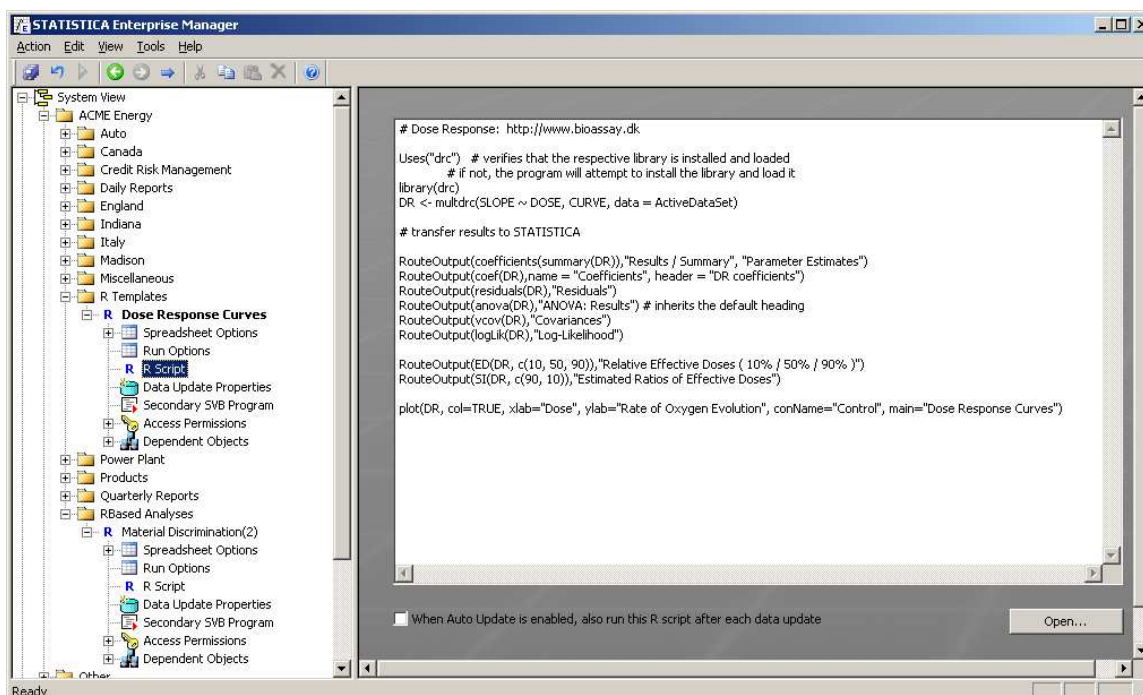 STATISTICA Enterprise Manager
Action Edit View Tools Help
System View
ACME Energy
Auto
Canada
Credit Risk Management
Daily Reports
England
Indiana
Italy
Madison
Miscellaneous
R Templates
R Dose Response Curves
Spreadsheet Options
Run Options
R R Script
Data Update Properties
Secondary SVB Program
Access Permissions
Dependent Objects
Power Plant
Products
Quarterly Reports
RBased Analyses
R Material Discrimination(2)
Spreadsheet Options
Run Options
R R Script
Data Update Properties
Secondary SVB Program
Access Permissions
Dependent Objects
Other
# Dose Response: http://www.bioassay.dk
Uses("drc") # verifies that the respective library is installed and loaded
# if not, the program will attempt to install the library and load it
library(drc)
DR <- multdrc(SLOPE ~ DOSE, CURVE, data = ActiveDataSet)
# transfer results to STATISTICA
RouteOutput(coefficients(summary(DR)),"Results / Summary", "Parameter Estimates")
RouteOutput(coef(DR),name = "Coefficients", header = "DR coefficients")
RouteOutput(residuals(DR),"Residuals")
RouteOutput(anova(DR),"ANOVA: Results") # inherits the default heading
RouteOutput(vcov(DR),"Covariances")
RouteOutput(logLik(DR),"Log-Likelihood")
RouteOutput(ED(DR, c(10, 50, 90)),"Relative Effective Doses ( 10% / 50% / 90% )")
RouteOutput(SI(DR, c(90, 10)),"Estimated Ratios of Effective Doses")
plot(DR, col=TRUE, xlab="Dose", ylab="Rate of Oxygen Evolution", conName="Control", main="Dose Response Curves")
When Auto Update is enabled, also run this R script after each data update
Open...
Ready